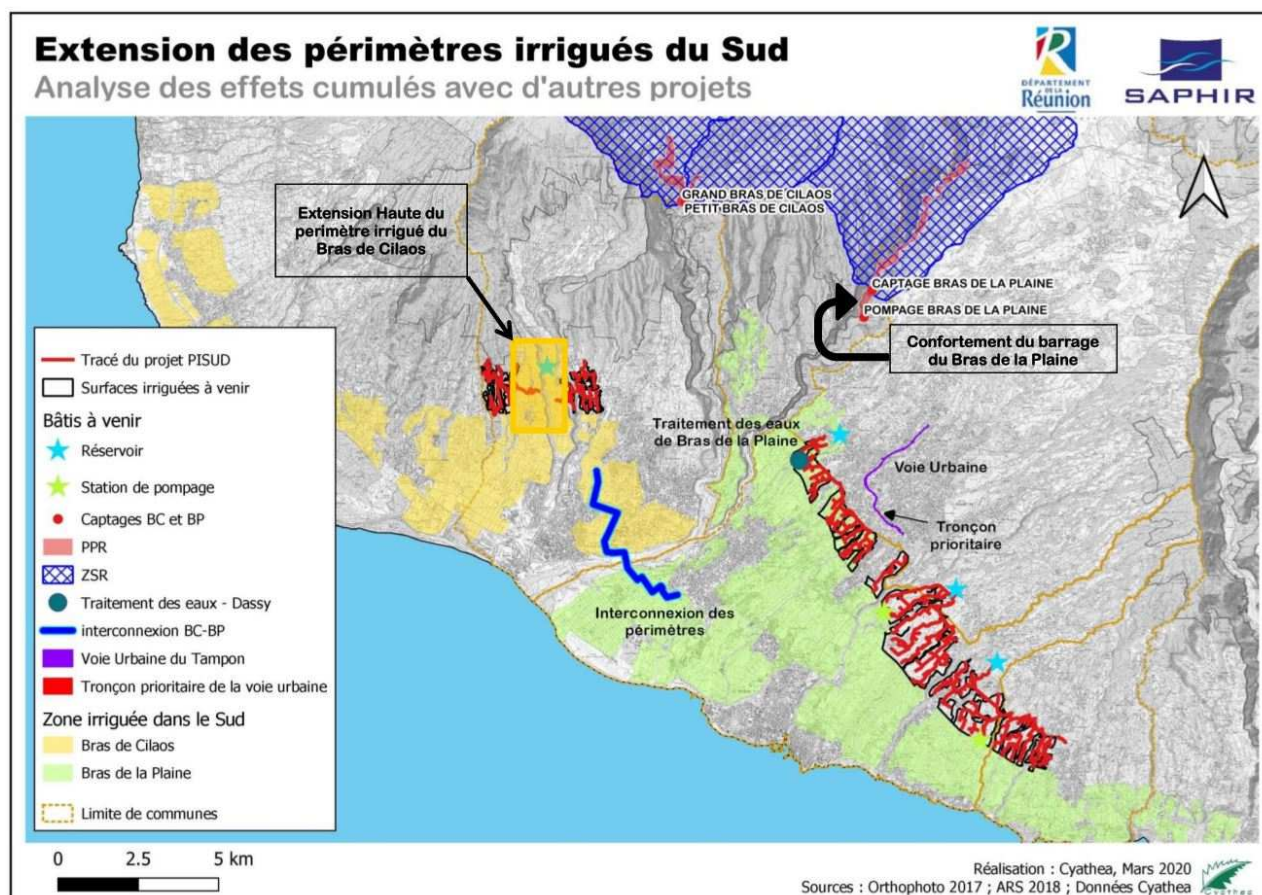 Extension des périmètres irrigués du Sud
Analyse des effets cumulés avec d'autres projets
DÉPARTEMENT
DE LA
Réunion
SAPHIR
Extension Haute du
perimètre irrigué du
Bras de Cilaos
GRAND BRAS DE CILAOS
PETIT BRAS DE CILAOS
N
CAPTAGE BRAS DE LA PLAINE
POMPAGE BRAS DE LA PLAINE
Confortement du barrage
du Bras de la Plaine
Traitement des eaux
de Bras de la Plaine
Voie Urbaine
Tronçon
prioritaire
Interconnexion des
périmètres
Tracé du projet PISUD
Surfaces irriguées à venir
Bâtis à venir
Réservoir
Station de pompage
Captages BC et BP
PPR
ZSR
Traitement des eaux - Dassy
interconnexion BC-BP
Voie Urbaine du Tampon
Tronçon prioritaire de la voie urbaine
Zone irriguée dans le Sud
Bras de Cilaos
Bras de la Plaine
Limite de communes
0 2.5 5 km
Réalisation : Cyathea, Mars 2020
Sources : Orthophoto 2017 ; ARS 2018 ; Données Cyathea
Cyathea